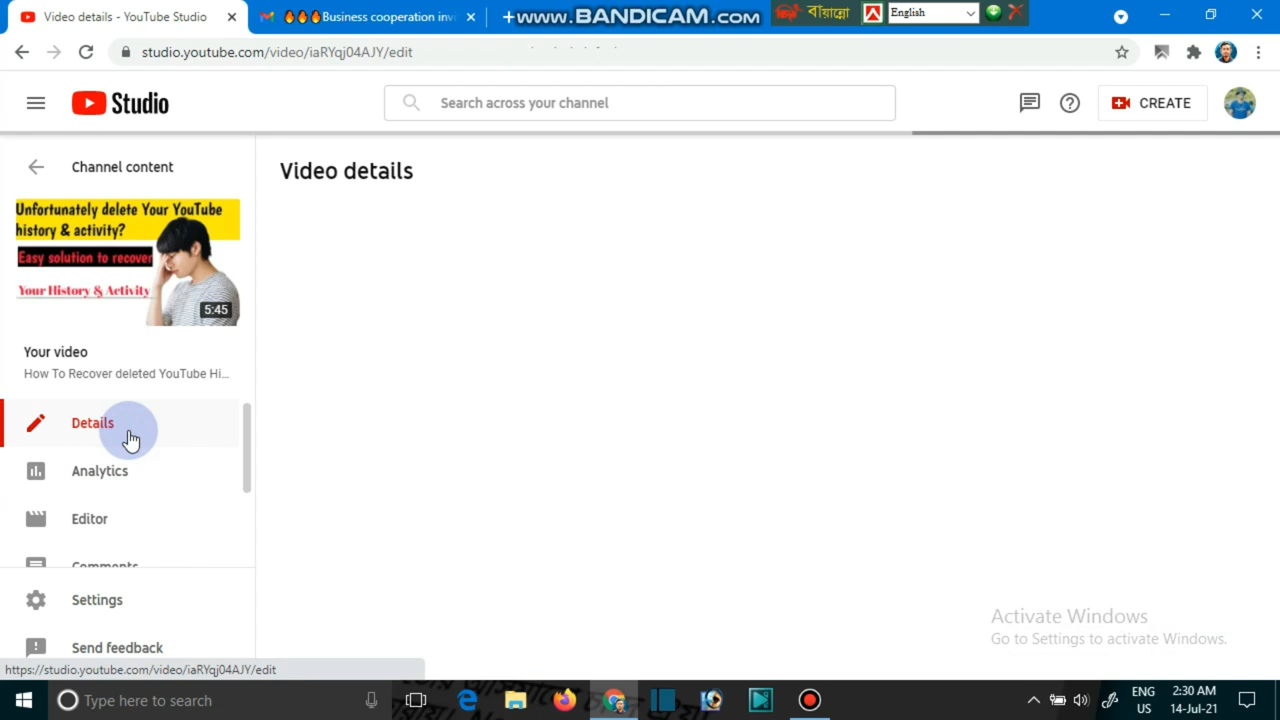 Video details - YouTube Studio
🔥🔥🔥Business cooperation invi
www.BANDICAM.com
বায়ান্নো
English
studio.youtube.com/video/iaRYqj04AJY/edit
Studio
Search across your channel
CREATE
Channel content
Video details
Unfortunately delete Your YouTube
history & activity?
Easy solution to recover
Your History & Activity
5:45
Your video
How To Recover deleted YouTube Hi...
Details
Analytics
Editor
Comments
Settings
Send feedback
Activate Windows
Go to Settings to activate Windows.
https://studio.youtube.com/video/iaRYqj04AJY/edit
Type here to search
ENG
US
2:30 AM
14-Jul-21